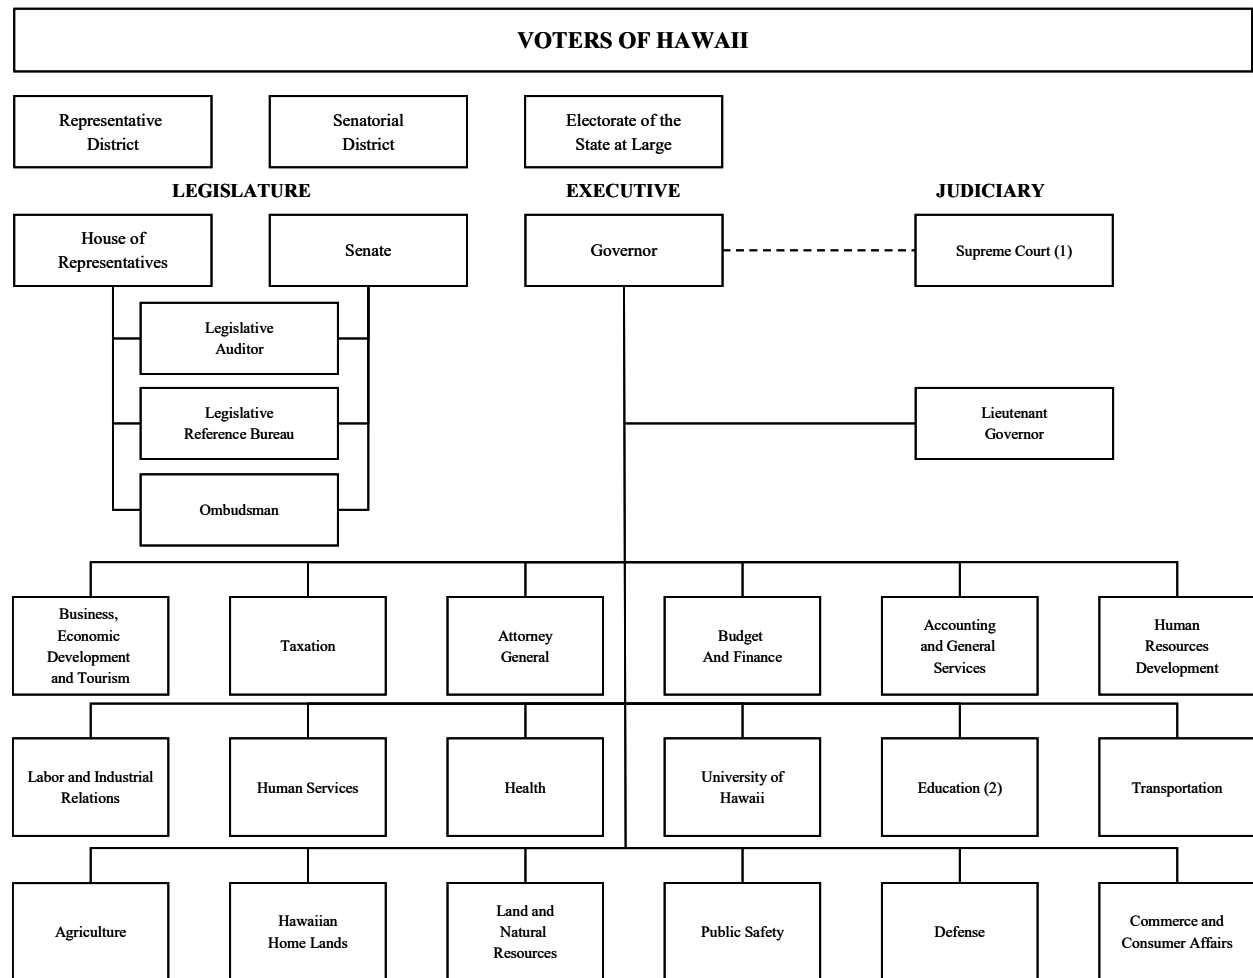 VOTERS OF HAWAII
Representative
District
Senatorial
District
Electorate of the
State at Large
LEGISLATURE
EXECUTIVE
JUDICIARY
House of
Representatives
Senate
Governor
Supreme Court (1)
Legislative
Auditor
Legislative
Reference Bureau
Lieutenant
Governor
Ombudsman
Business,
Economic
Development
and Tourism
Taxation
Attorney
General
Budget
And Finance
Accounting
and General
Services
Human
Resources
Development
Labor and Industrial
Relations
Human Services
Health
University of
Hawaii
Education (2)
Transportation
Agriculture
Hawaiian
Home Lands
Land and
Natural
Resources
Public Safety
Defense
Commerce and
Consumer Affairs